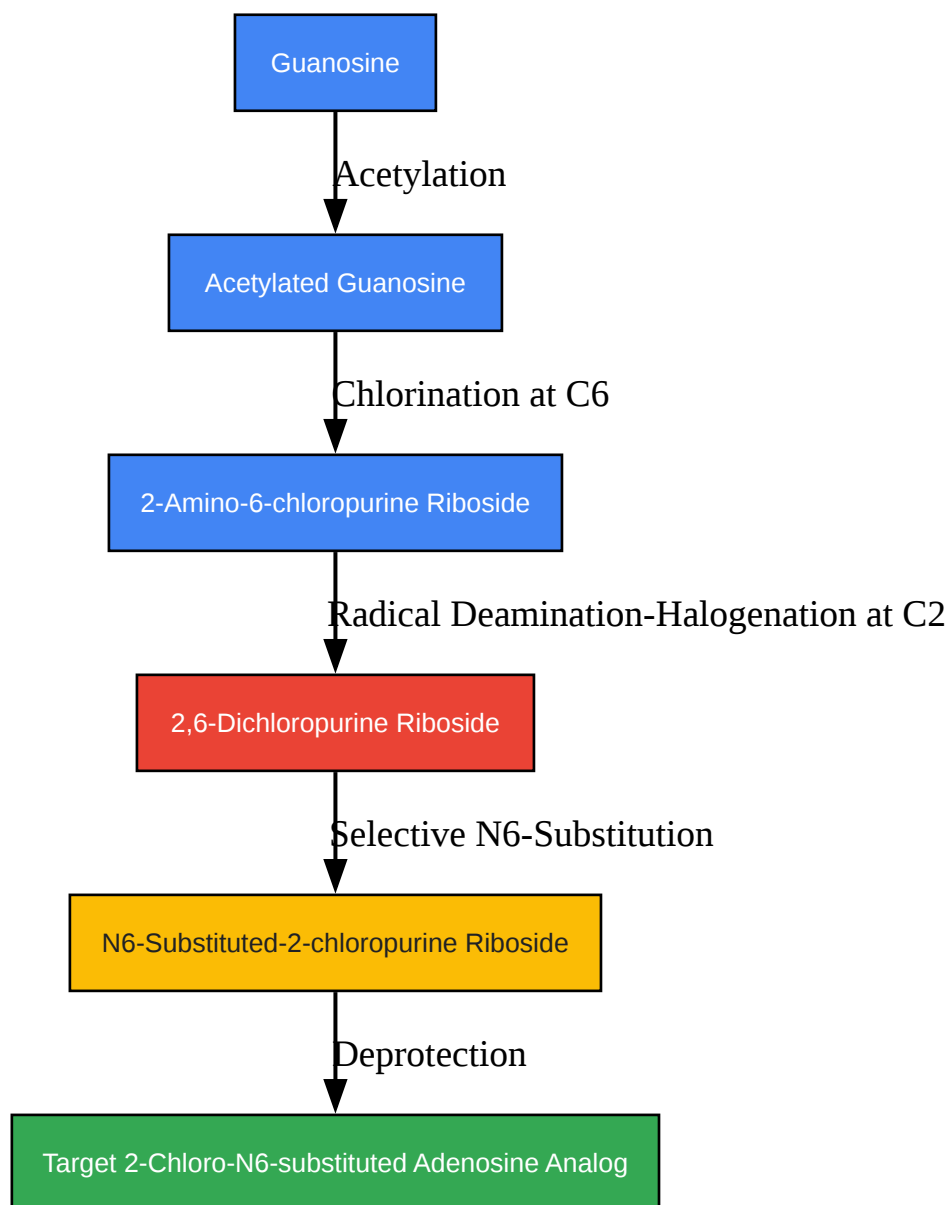 Guanosine
Acetylation
Acetylated Guanosine
Chlorination at C6
2-Amino-6-chloropurine Riboside
Radical Deamination-Halogenation at C2
2,6-Dichloropurine Riboside
Selective N6-Substitution
N6-Substituted-2-chloropurine Riboside
Deprotection
Target 2-Chloro-N6-substituted Adenosine Analog